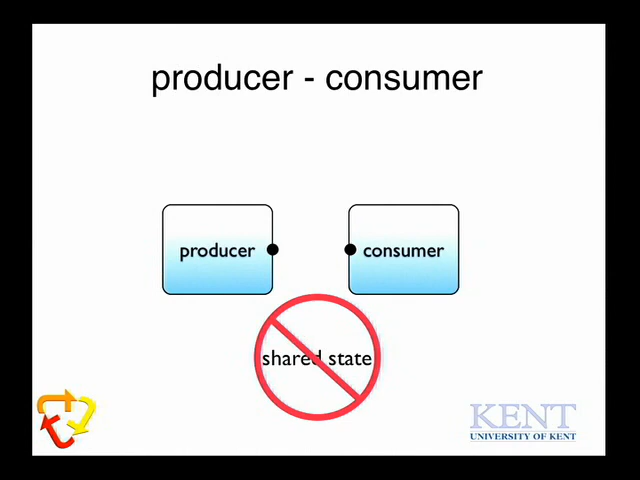 producer - consumer
producer
consumer
shared state
KENT
UNIVERSITY OF KENT